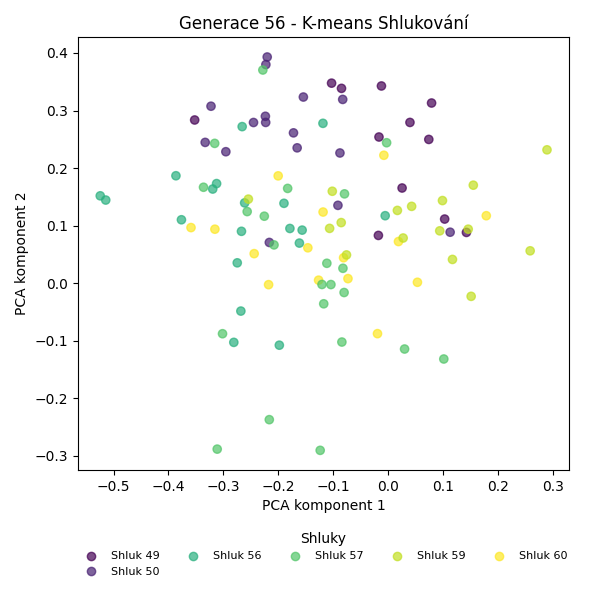 Generace 56 - K-means Shlukování
PCA komponent 2
0.4
0.3
0.2
0.1
0.0
−0.1
−0.2
−0.3
−0.5
−0.4
−0.3
−0.2
−0.1
0.0
0.1
0.2
0.3
PCA komponent 1
Shluky
Shluk 49
Shluk 56
Shluk 57
Shluk 59
Shluk 60
Shluk 50